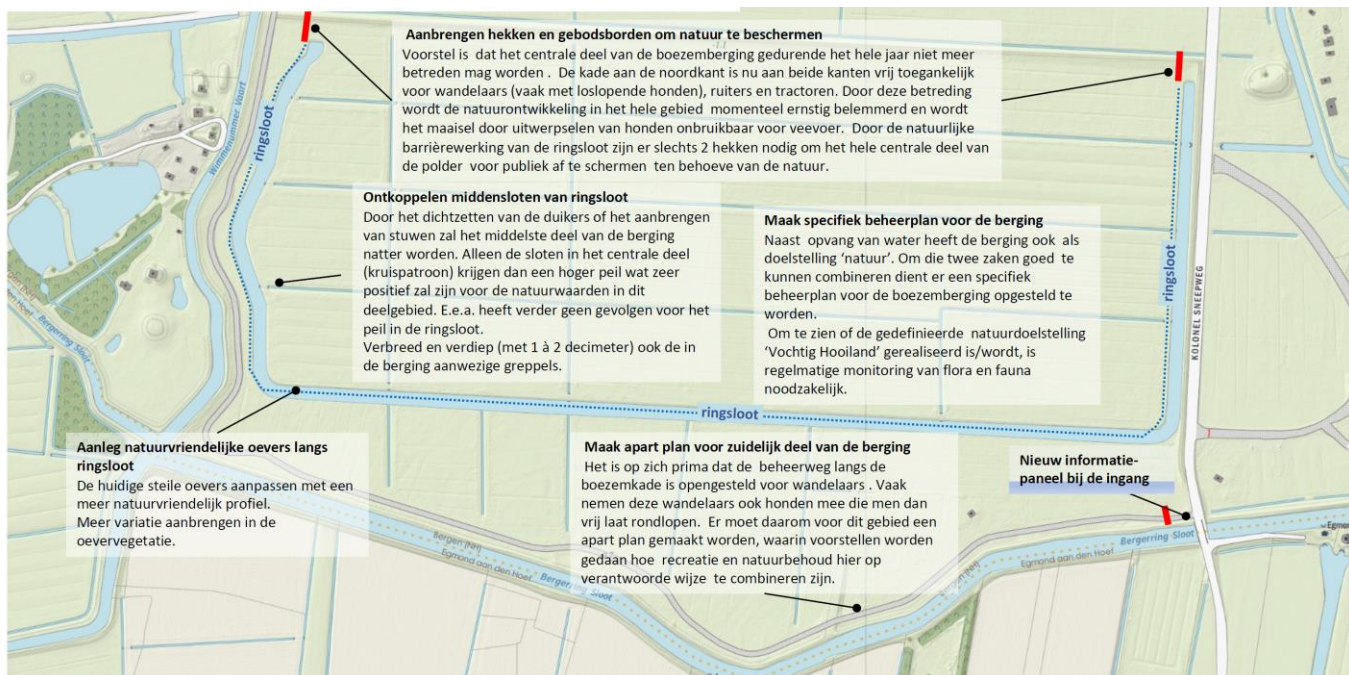 Aanbrengen hekken en gebodsborden om natuur te beschermen
Voorstel is dat het centrale deel van de boezemberging gedurende het hele jaar niet meer
betreden mag worden . De kade aan de noordkant is nu aan beide kanten vrij toegankelijk
voor wandelaars (vaak met loslopende honden), ruiters en tractoren. Door deze betreding
wordt de natuurontwikkeling in het hele gebied momenteel ernstig belemmerd en wordt
het maaisel door uitwerpselen van honden onbruikbaar voor veevoer. Door de natuurlijke
barrièrewerking van de ringsloot zijn er slechts 2 hekken nodig om het hele centrale deel van
de polder voor publiek af te schermen ten behoeve van de natuur.
Wimmenummer Vaart
ringsloot
Ontkoppelen middensloten van ringsloot
Door het dichtzetten van de duikers of het aanbrengen
van stuwen zal het middelste deel van de berging
natter worden. Alleen de sloten in het centrale deel
(kruispatroon) krijgen dan een hoger peil wat zeer
positief zal zijn voor de natuurwaarden in dit
deelgebied. E.e.a. heeft verder geen gevolgen voor het
peil in de ringsloot.
Verbreed en verdiep (met 1 à 2 decimeter) ook de in
de berging aanwezige greppels.
Maak specifiek beheerplan voor de berging
Naast opvang van water heeft de berging ook als
doelstelling ‘natuur’. Om die twee zaken goed te
kunnen combineren dient er een specifiek
beheerplan voor de boezemberging opgesteld te
worden.
Om te zien of de gedefinieerde natuurdoelstelling
‘Vochtig Hooiland’ gerealiseerd is/wordt, is
regelmatige monitoring van flora en fauna
noodzakelijk.
ringsloot
KOLONEL SNEEPWEG
Bergerring Sloot
ringsloot
Aanleg natuurvriendelijke oevers langs
ringsloot
De huidige steile oevers aanpassen met een
meer natuurvriendelijk profiel.
Meer variatie aanbrengen in de
oevervegetatie.
Maak apart plan voor zuidelijk deel van de berging
Het is op zich prima dat de beheerweg langs de
boezemkade is opengesteld voor wandelaars . Vaak
nemen deze wandelaars ook honden mee die men dan
vrij laat rondlopen. Er moet daarom voor dit gebied een
apart plan gemaakt worden, waarin voorstellen worden
gedaan hoe recreatie en natuurbehoud hier op
verantwoorde wijze te combineren zijn.
Nieuw informatie-
paneel bij de ingang
Bergen (NH)
Egmond aan den Hoef
Bergerring Sloot
Egmond aan den Hoef
Bergerring Sloot